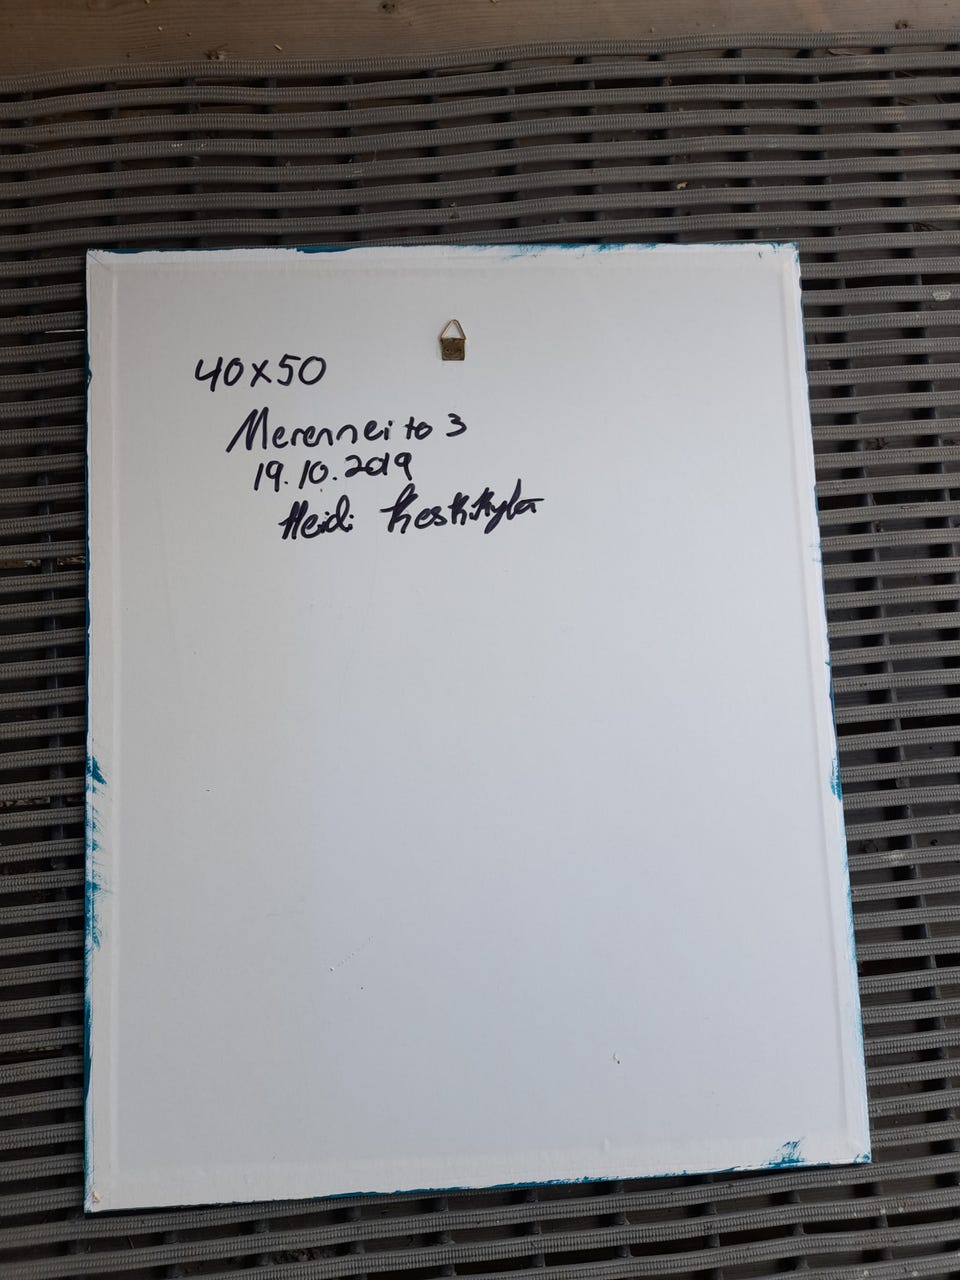 40x50
Merenneito 3
19.10.2019
Heidi Keskikylä